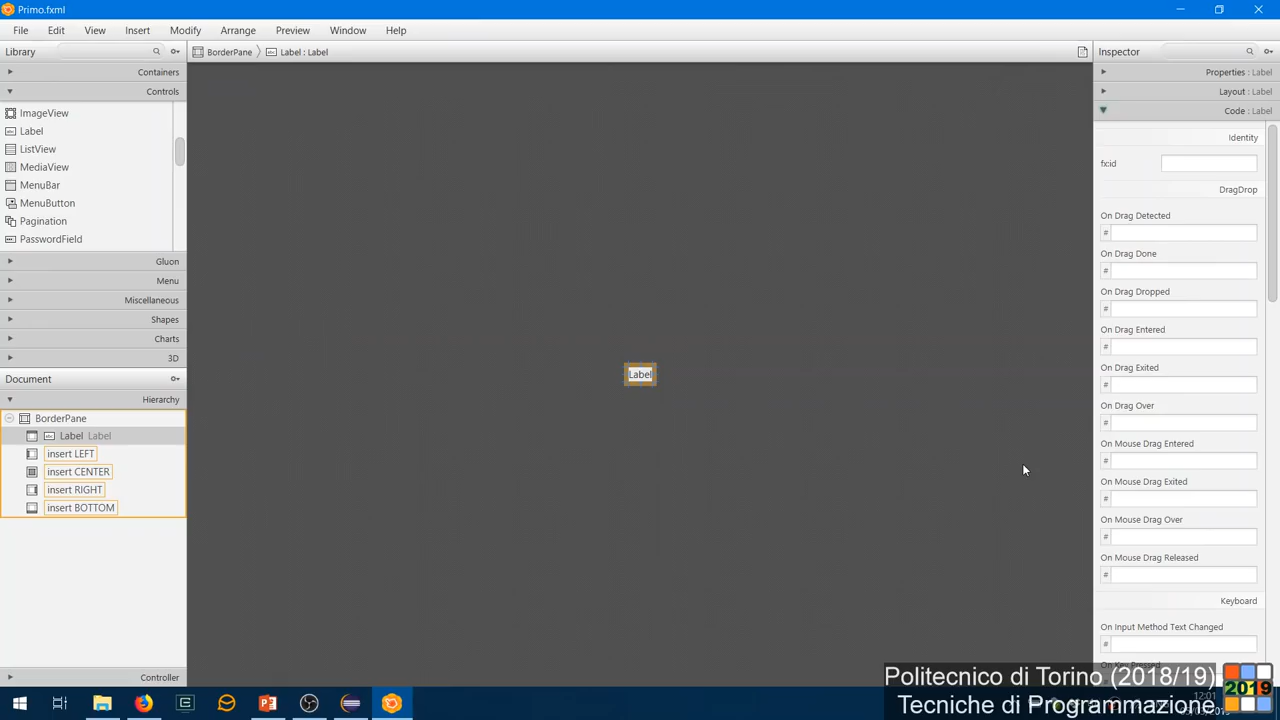 Primo.fxml
File Edit View Insert Modify Arrange Preview Window Help
Library
Containers
Controls
ImageView
Label
ListView
MediaView
MenuBar
MenuButton
Pagination
PasswordField
Gluon
Menu
Miscellaneous
Shapes
Charts
3D
Document
Hierarchy
BorderPane
Label Label
insert LEFT
insert CENTER
insert RIGHT
insert BOTTOM
Controller
BorderPane Label : Label
Label
Inspector
Properties : Label
Layout : Label
Code : Label
Identity
fx:id
DragDrop
On Drag Detected
#
On Drag Done
#
On Drag Dropped
#
On Drag Entered
#
On Drag Exited
#
On Drag Over
#
On Mouse Drag Entered
#
On Mouse Drag Exited
#
On Mouse Drag Over
#
On Mouse Drag Released
#
Keyboard
On Input Method Text Changed
#
On Key Pressed
Politecnico di Torino (2018/19)
Tecniche di Programmazione
2019
12:01